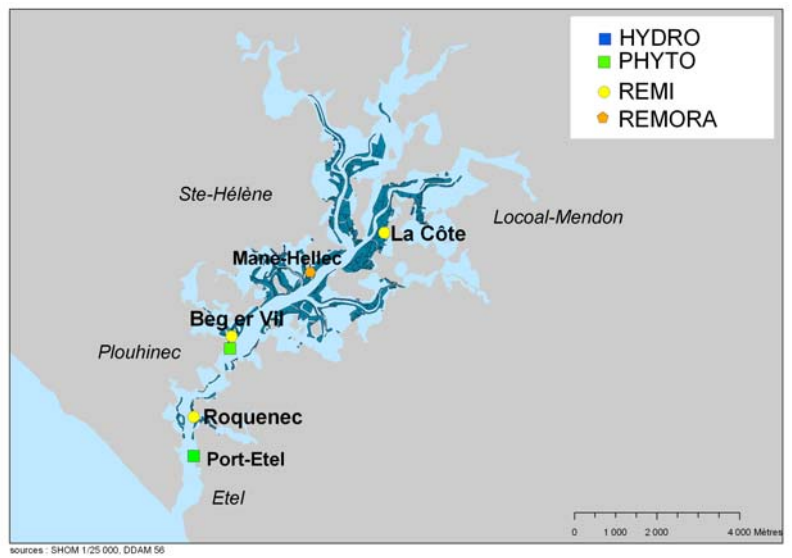 HYDRO
PHYTO
REMI
REMORA
Ste-Hélène
Locoal-Mendon
La Côte
Mane-Hellec
Beg er Vil
Plouhinec
Roquenec
Port-Etel
Etel
0 1 000 2 000 4 000 Mètres
sources : SHOM 1/25 000, DDAM 56